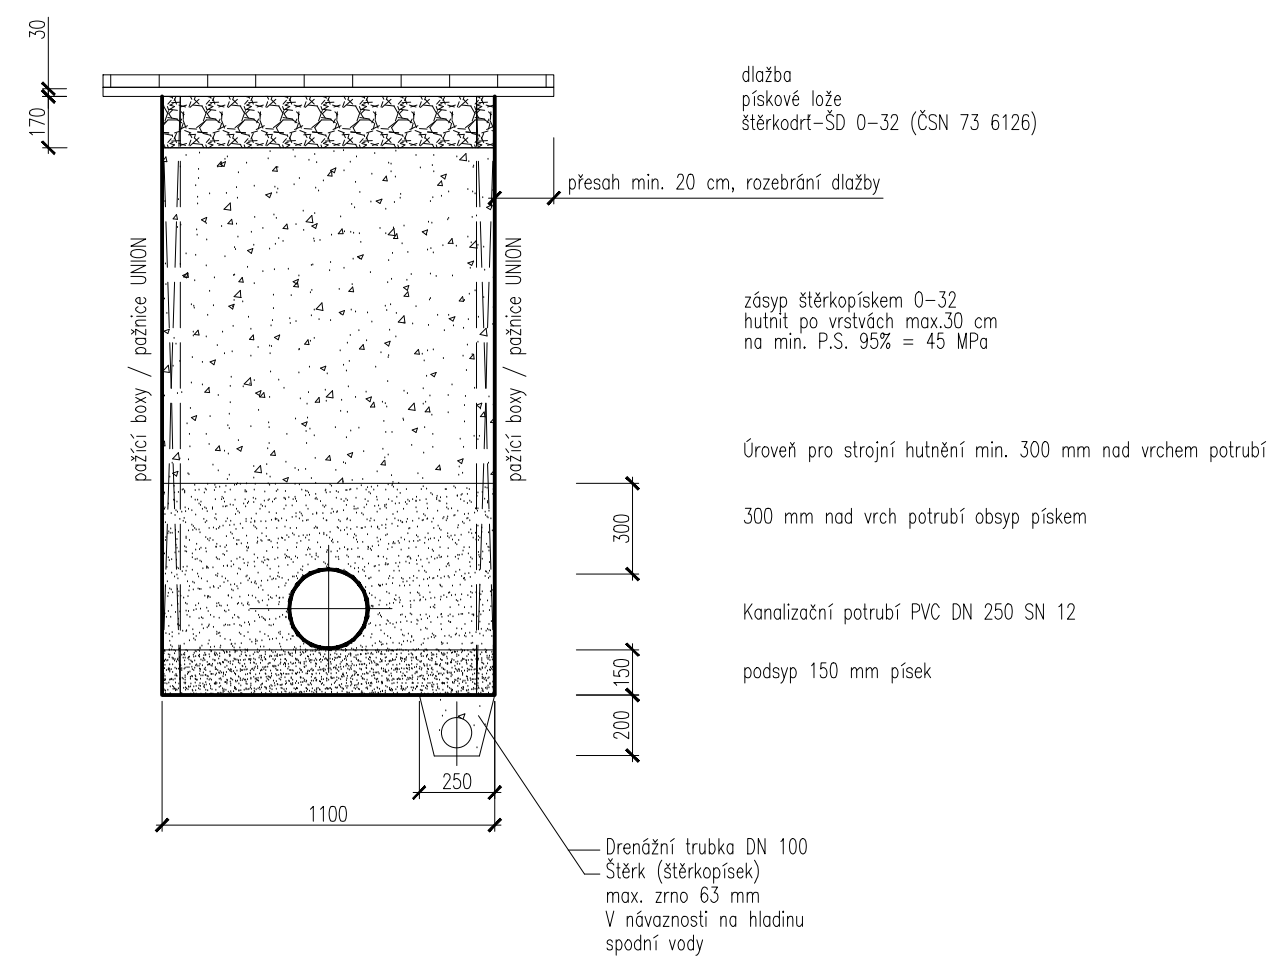 30
170
dlažba
pískové lože
štěrkodrť-ŠD 0-32 (ČSN 73 6126)
přesah min. 20 cm, rozebrání dlažby
pažící boxy / pažnice UNION
pažící boxy / pažnice UNION
zásyp štěrkopískem 0-32
hutnit po vrstvách max.30 cm
na min. P.S. 95% = 45 MPa
Úroveň pro strojní hutnění min. 300 mm nad vrchem potrubí
300
300 mm nad vrch potrubí obsyp pískem
Kanalizační potrubí PVC DN 250 SN 12
150
podsyp 150 mm písek
200
250
1100
Drenážní trubka DN 100
Štěrk (štěrkopísek)
max. zrno 63 mm
V návaznosti na hladinu
spodní vody